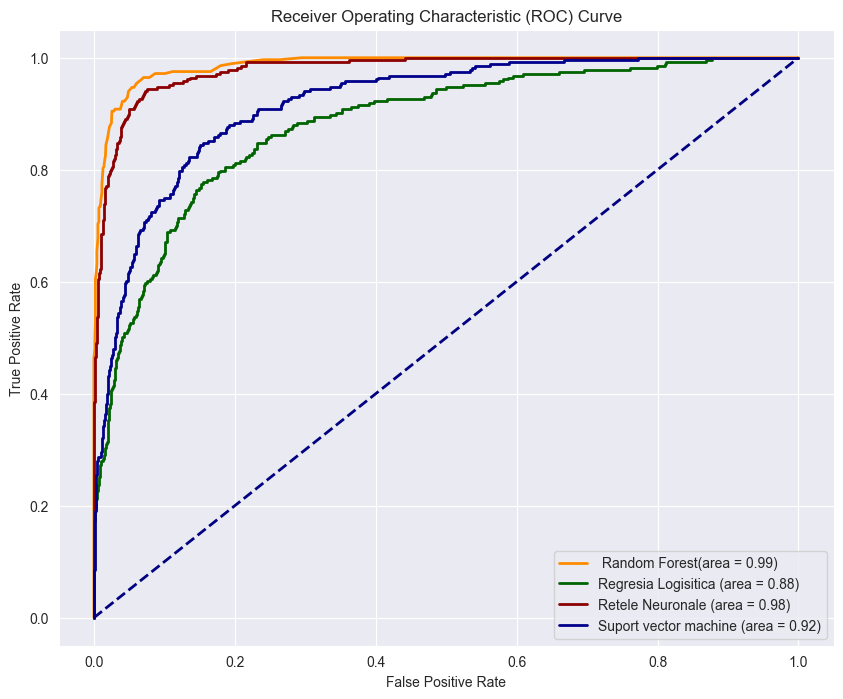 Receiver Operating Characteristic (ROC) Curve
1.0
0.8
0.6
0.4
0.2
0.0
True Positive Rate
0.0 0.2 0.4 0.6 0.8 1.0
False Positive Rate
Random Forest(area = 0.99)
Regresia Logisitica (area = 0.88)
Retele Neuronale (area = 0.98)
Suport vector machine (area = 0.92)